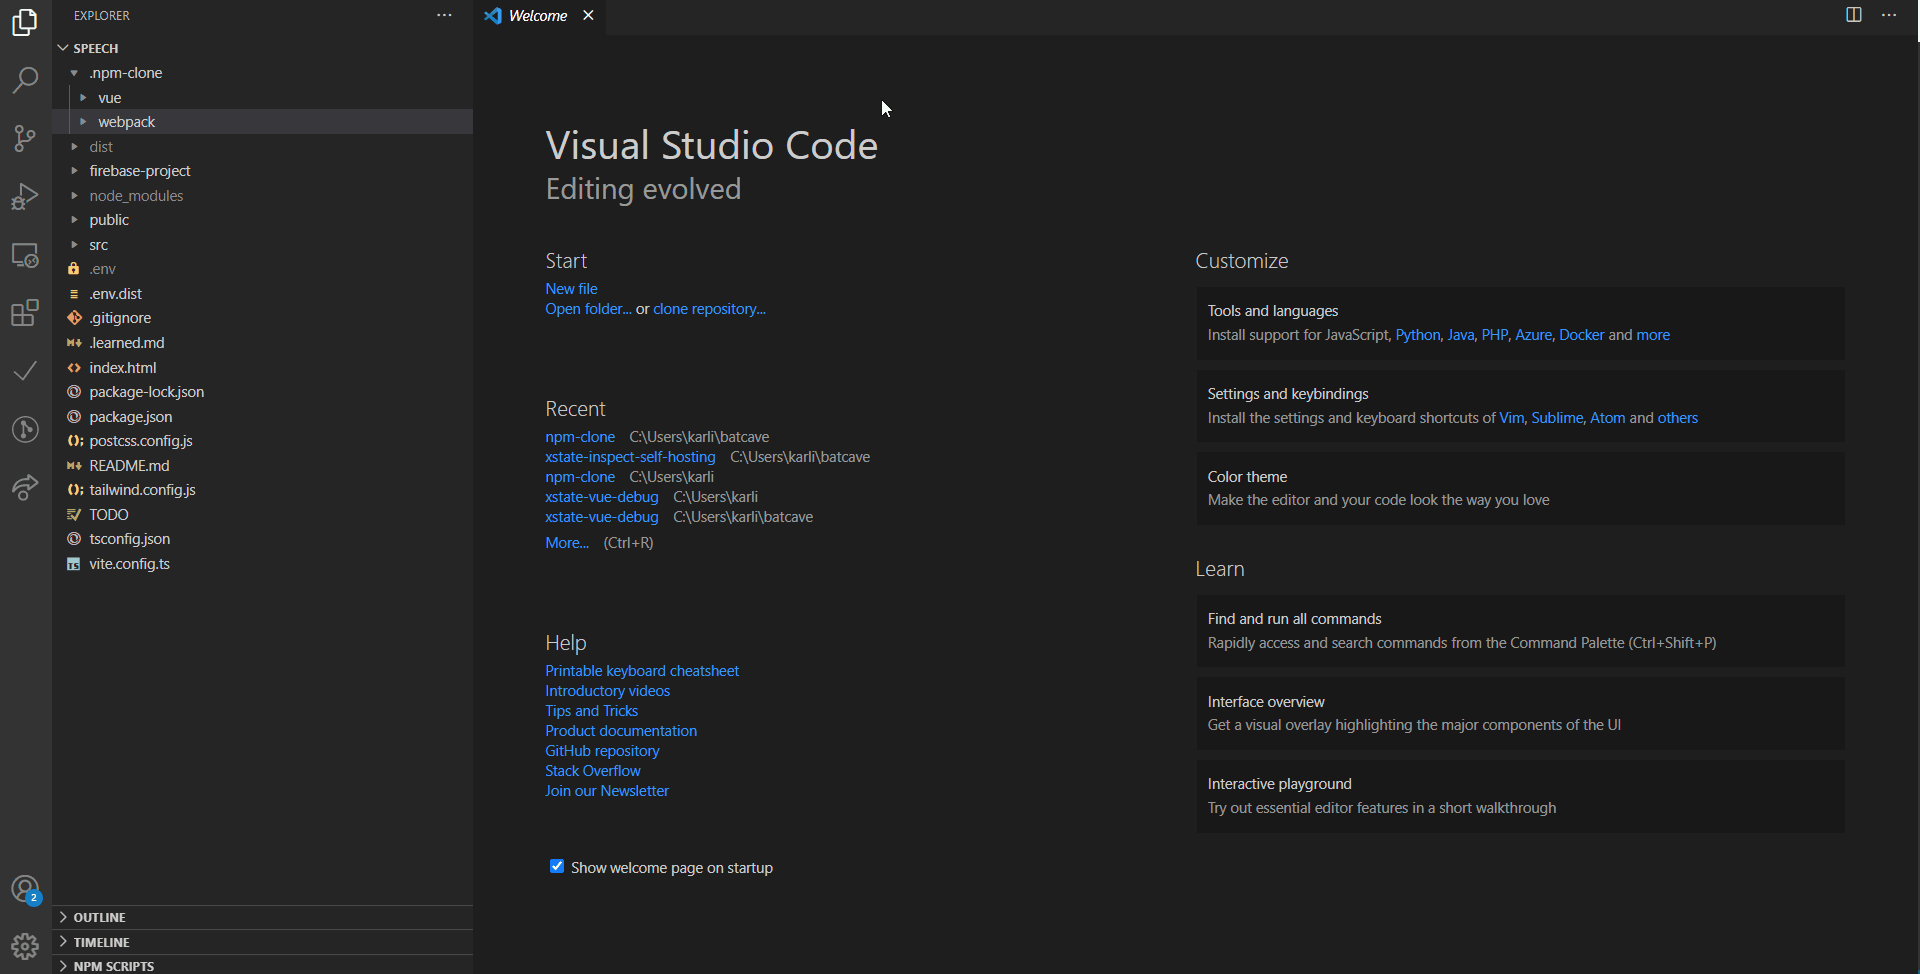 EXPLORER
SPEECH
.npm-clone
vue
webpack
dist
firebase-project
node_modules
public
src
.env
.env.dist
.gitignore
.learned.md
index.html
package-lock.json
package.json
postcss.config.js
README.md
tailwind.config.js
TODO
tsconfig.json
vite.config.ts
2
OUTLINE
TIMELINE
NPM SCRIPTS
Welcome
Visual Studio Code
Editing evolved
Start
New file
Open folder... or clone repository...
Recent
npm-clone C:\Users\karli\batcave
xstate-inspect-self-hosting C:\Users\karli\batcave
npm-clone C:\Users\karli
xstate-vue-debug C:\Users\karli
xstate-vue-debug C:\Users\karli\batcave
More... (Ctrl+R)
Help
Printable keyboard cheatsheet
Introductory videos
Tips and Tricks
Product documentation
GitHub repository
Stack Overflow
Join our Newsletter
Show welcome page on startup
Customize
Tools and languages
Install support for JavaScript, Python, Java, PHP, Azure, Docker and more
Settings and keybindings
Install the settings and keyboard shortcuts of Vim, Sublime, Atom and others
Color theme
Make the editor and your code look the way you love
Learn
Find and run all commands
Rapidly access and search commands from the Command Palette (Ctrl+Shift+P)
Interface overview
Get a visual overlay highlighting the major components of the UI
Interactive playground
Try out essential editor features in a short walkthrough